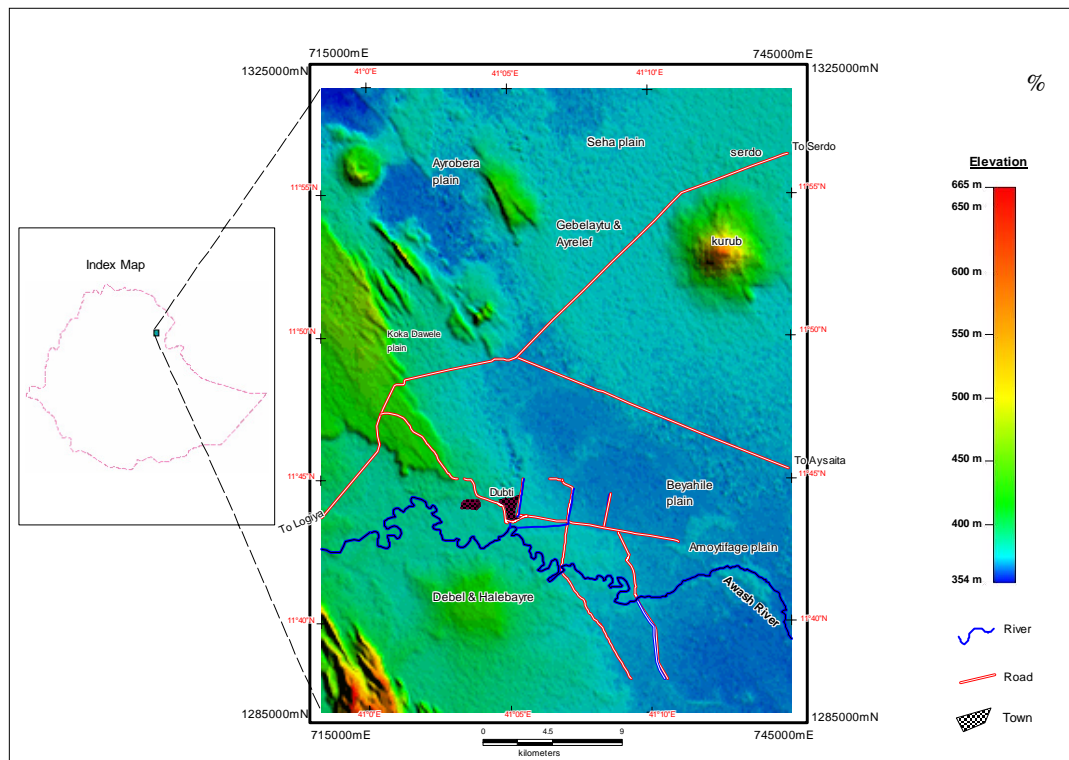 715000mE
745000mE
1325000mN
1325000mN
41°0'E
41°05'E
41°10'E
%
Seha plain
serdo
To Serdo
Ayrobera
plain
Elevation
11°55'N
11°55'N
665 m
650 m
Gebelaytu &
Ayrelef
kurub
Index Map
600 m
11°50'N
Koka Dawele
plain
11°50'N
550 m
500 m
To Aysaita
11°45'N
11°45'N
450 m
Dubti
Beyahile
plain
To Logiya
400 m
Amoytifage plain
354 m
Debel & Halebayre
Awash River
11°40'N
11°40'N
River
Road
41°0'E
41°05'E
41°10'E
1285000mN
1285000mN
Town
715000mE
745000mE
0
4.5
9
kilometers